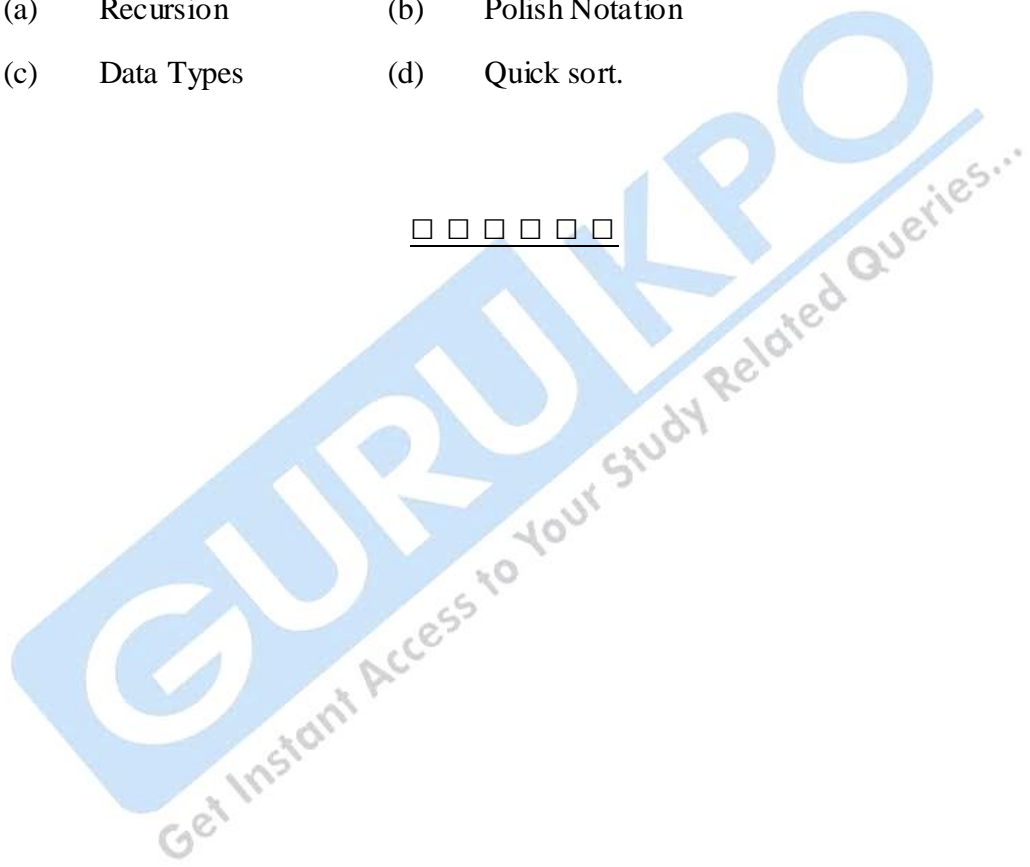 (a) Recursion (b) Polish Notation
(c) Data Types (d) Quick sort.
□ □ □ □ □ □
GURUKPO
Get Instant Access to Your Study Related Queries...